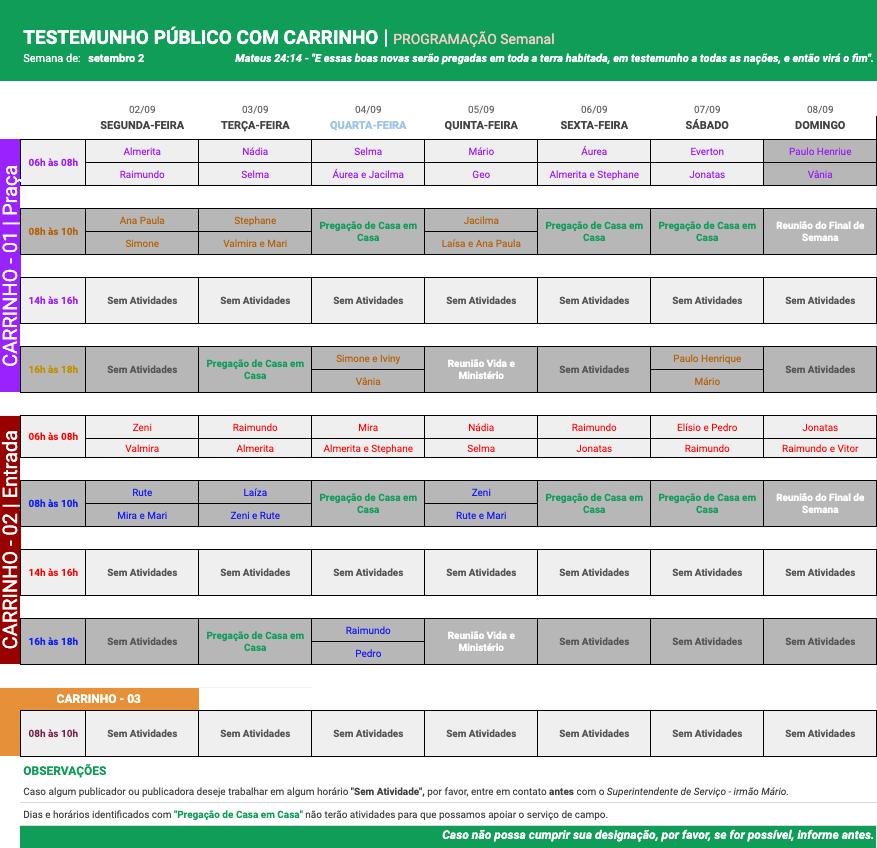 TESTEMUNHO PÚBLICO COM CARRINHO | PROGRAMAÇÃO Semanal
Semana de: setembro 2 Mateus 24:14 - "E essas boas novas serão pregadas em toda a terra habitada, em testemunho a todas as nações, e então virá o fim".
02/09 03/09 04/09 05/09 06/09 07/09 08/09
SEGUNDA-FEIRA TERÇA-FEIRA QUARTA-FEIRA QUINTA-FEIRA SEXTA-FEIRA SÁBADO DOMINGO
CARRINHO - 01 | Praça
06h às 08h
Almerita Nádia Selma Mário Áurea Everton Paulo Henriue
Raimundo Selma Áurea e Jacilma Geo Almerita e Stephane Jonatas Vânia
08h às 10h
Ana Paula Stephane Pregação de Casa em Casa Jacilma Pregação de Casa em Casa Pregação de Casa em Casa Reunião do Final de Semana
Simone Valmira e Mari Laísa e Ana Paula
14h às 16h Sem Atividades Sem Atividades Sem Atividades Sem Atividades Sem Atividades Sem Atividades Sem Atividades
16h às 18h
Sem Atividades Pregação de Casa em Casa Simone e Iviny Reunião Vida e Ministério Sem Atividades Paulo Henrique Sem Atividades
Vânia Mário
CARRINHO - 02 | Entrada
06h às 08h
Zeni Raimundo Mira Nádia Raimundo Elísio e Pedro Jonatas
Valmira Almerita Almerita e Stephane Selma Jonatas Raimundo Raimundo e Vitor
08h às 10h
Rute Laíza Pregação de Casa em Casa Zeni Pregação de Casa em Casa Pregação de Casa em Casa Reunião do Final de Semana
Mira e Mari Zeni e Rute Rute e Mari
14h às 16h Sem Atividades Sem Atividades Sem Atividades Sem Atividades Sem Atividades Sem Atividades Sem Atividades
16h às 18h
Sem Atividades Pregação de Casa em Casa Raimundo Reunião Vida e Ministério Sem Atividades Sem Atividades Sem Atividades
Pedro
CARRINHO - 03
08h às 10h Sem Atividades Sem Atividades Sem Atividades Sem Atividades Sem Atividades Sem Atividades Sem Atividades
OBSERVAÇÕES
Caso algum publicador ou publicadora deseje trabalhar em algum horário "Sem Atividade", por favor, entre em contato antes com o Superintendente de Serviço - irmão Mário.
Dias e horários identificados com "Pregação de Casa em Casa" não terão atividades para que possamos apoiar o serviço de campo.
Caso não possa cumprir sua designação, por favor, se for possível, informe antes.